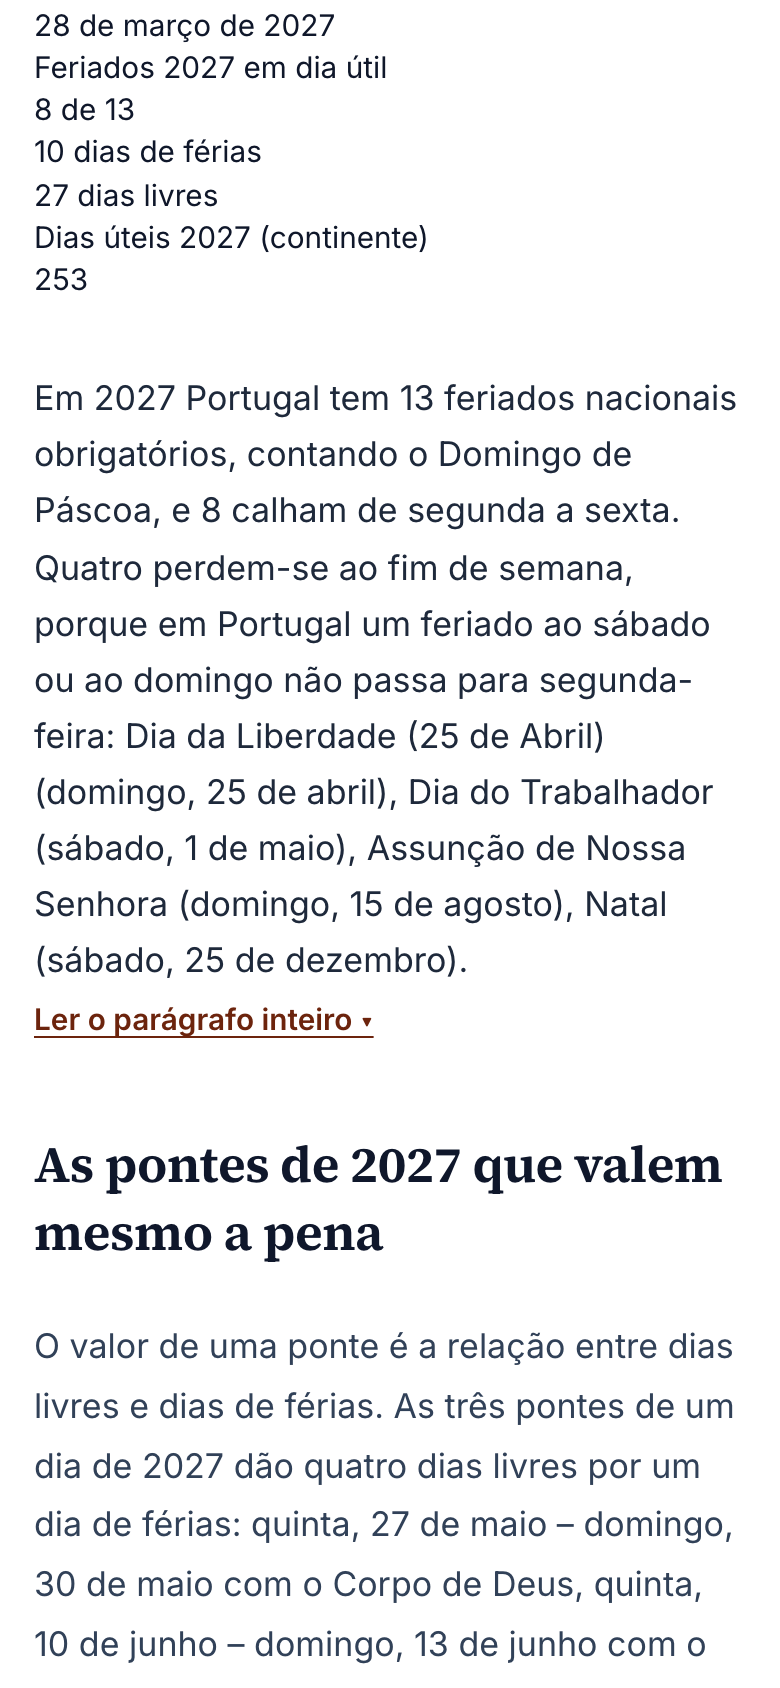 28 de março de 2027
Feriados 2027 em dia útil
8 de 13
10 dias de férias
27 dias livres
Dias úteis 2027 (continente)
253
Em 2027 Portugal tem 13 feriados nacionais
obrigatórios, contando o Domingo de
Páscoa, e 8 calham de segunda a sexta.
Quatro perdem-se ao fim de semana,
porque em Portugal um feriado ao sábado
ou ao domingo não passa para segunda-
feira: Dia da Liberdade (25 de Abril)
(domingo, 25 de abril), Dia do Trabalhador
(sábado, 1 de maio), Assunção de Nossa
Senhora (domingo, 15 de agosto), Natal
(sábado, 25 de dezembro).
Ler o parágrafo inteiro ▾
As pontes de 2027 que valem
mesmo a pena
O valor de uma ponte é a relação entre dias
livres e dias de férias. As três pontes de um
dia de 2027 dão quatro dias livres por um
dia de férias: quinta, 27 de maio – domingo,
30 de maio com o Corpo de Deus, quinta,
10 de junho – domingo, 13 de junho com o